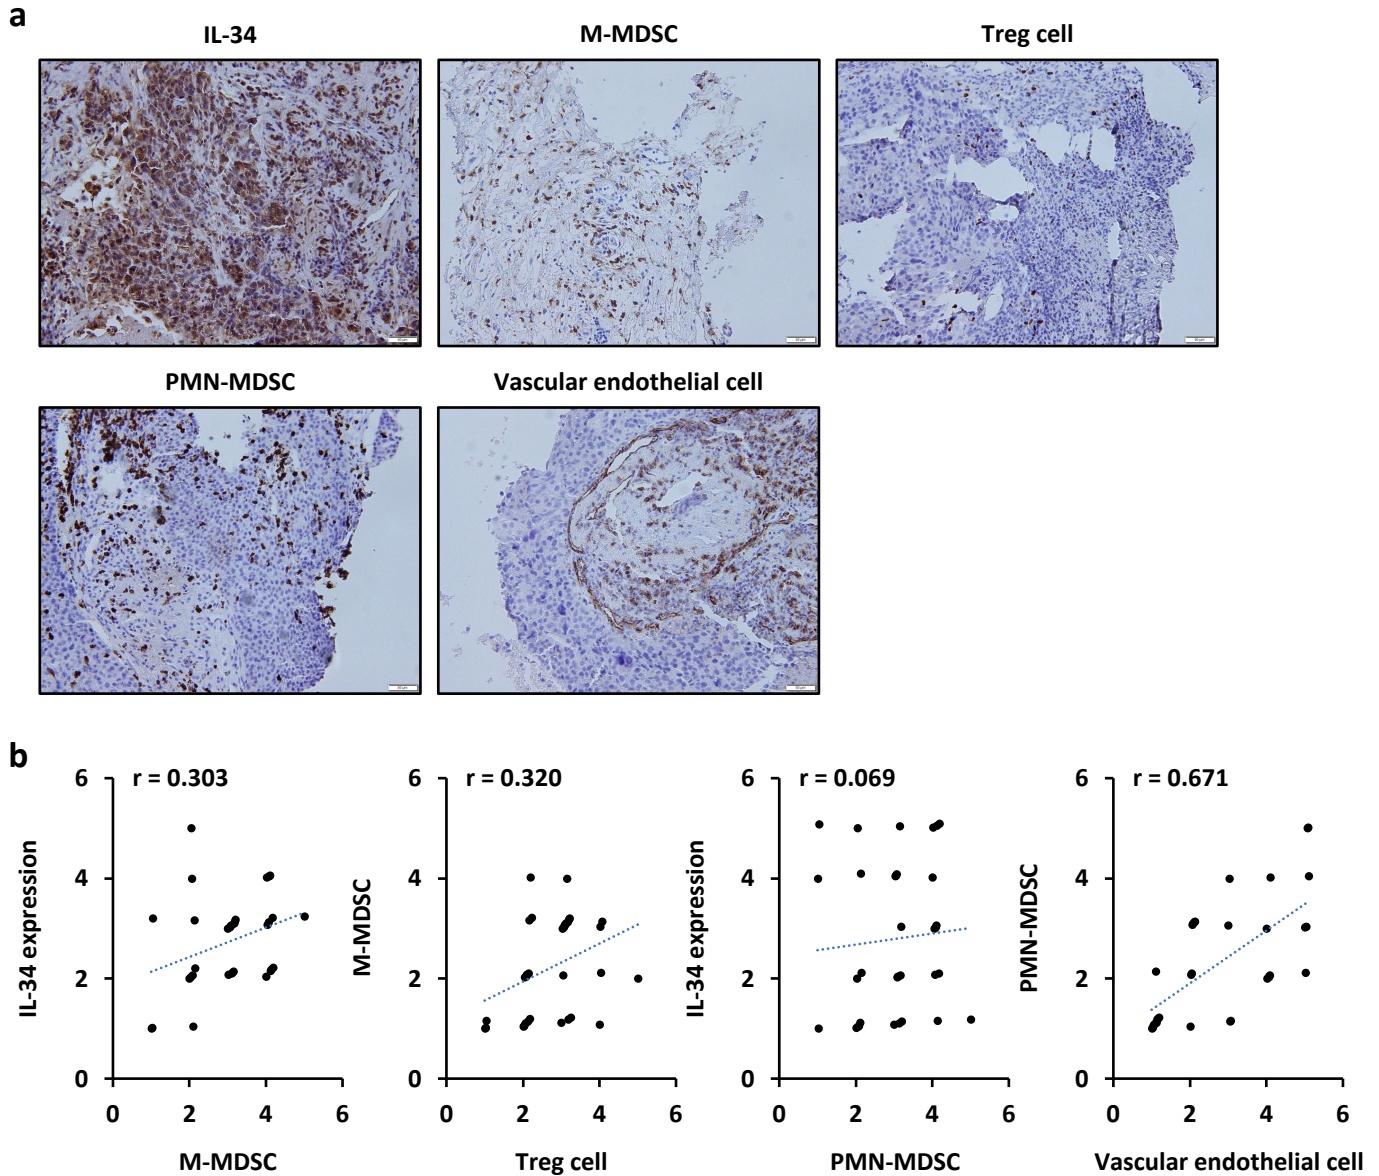 a
IL-34
M-MDSC
Treg cell
PMN-MDSC
Vascular endothelial cell
b
r = 0.303
6
4
2
0
0 2 4 6
IL-34 expression
M-MDSC
r = 0.320
6
4
2
0
0 2 4 6
M-MDSC
Treg cell
r = 0.069
6
4
2
0
0 2 4 6
IL-34 expression
PMN-MDSC
r = 0.671
6
4
2
0
0 2 4 6
PMN-MDSC
Vascular endothelial cell